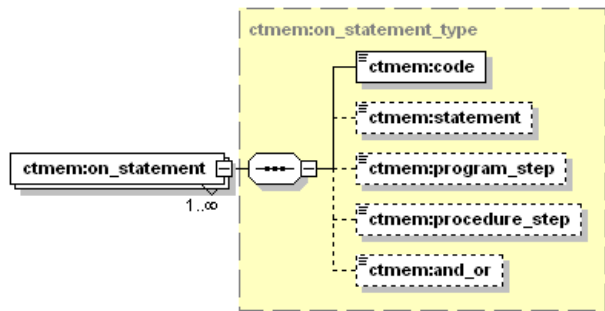 ctmem:on_statement_type
ctmem:code
ctmem:statement
ctmem:on_statement
ctmem:program_step
1..∞
ctmem:procedure_step
ctmem:and_or